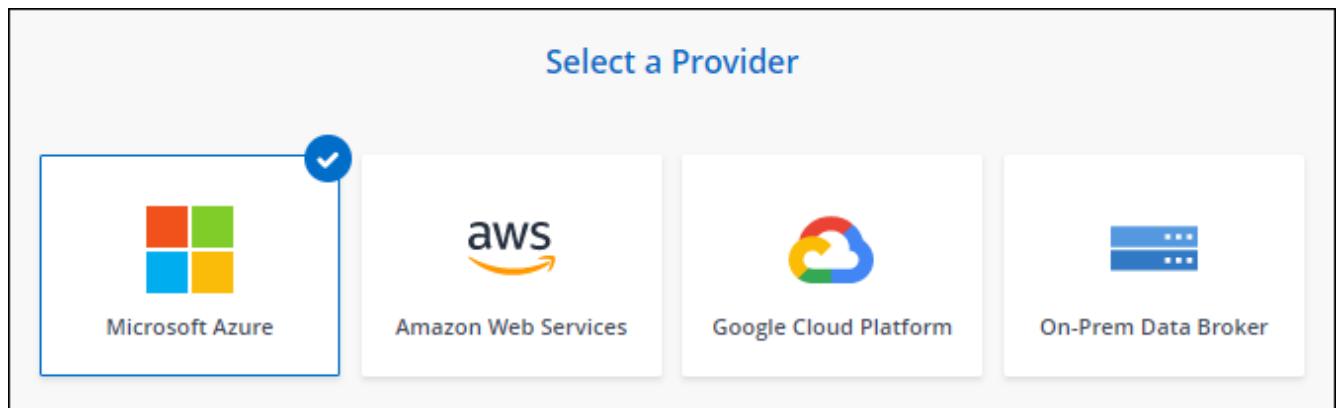 Select a Provider
aws
Microsoft Azure
Amazon Web Services
Google Cloud Platform
On-Prem Data Broker